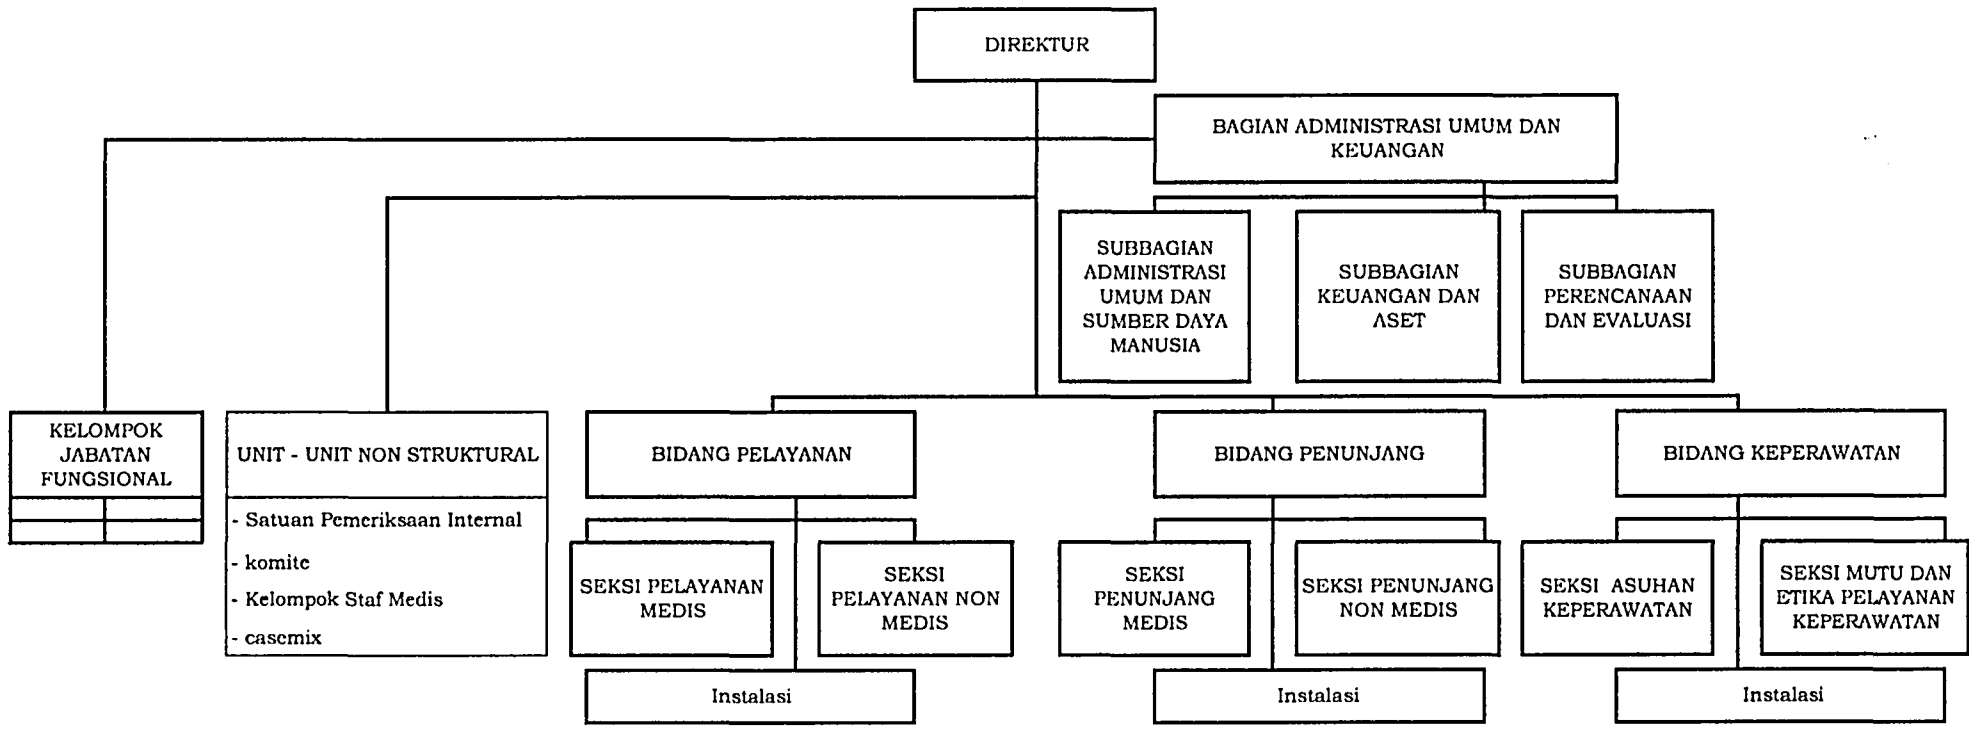 DIREKTUR
BAGIAN ADMINISTRASI UMUM DAN
KEUANGAN
SUBBAGIAN
ADMINISTRASI
UMUM DAN
SUMBER DAYA
MANUSIA
SUBBAGIAN
KEUANGAN DAN
ASET
SUBBAGIAN
PERENCANAAN
DAN EVALUASI
KELOMPOK
JABATAN
FUNGSIONAL
UNIT - UNIT NON STRUKTURAL
- Satuan Pemeriksaan Internal
- komite
- Kelompok Staf Medis
- casemix
BIDANG PELAYANAN
SEKSI PELAYANAN
MEDIS
SEKSI
PELAYANAN NON
MEDIS
Instalasi
BIDANG PENUNJANG
SEKSI
PENUNJANG
MEDIS
SEKSI PENUNJANG
NON MEDIS
Instalasi
BIDANG KEPERAWATAN
SEKSI ASUHAN
KEPERAWATAN
SEKSI MUTU DAN
ETIKA PELAYANAN
KEPERAWATAN
Instalasi